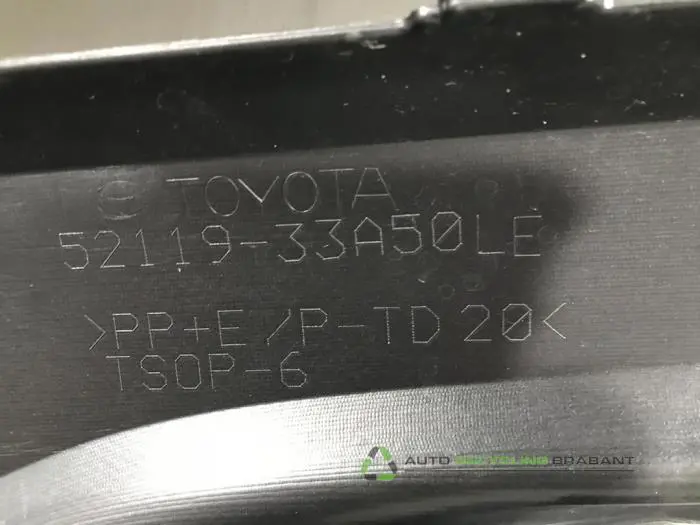 TOYOTA
52119-33A50LE
>PP+E/P-TD20<
TSOP-6
AUTO RECYCLING BRABANT